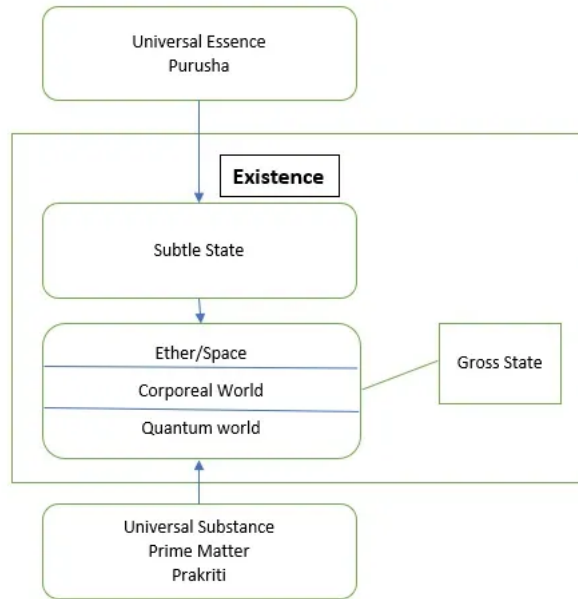 Universal Essence
Purusha
Existence
Subtle State
Ether/Space
Corporeal World
Quantum world
Gross State
Universal Substance
Prime Matter
Prakriti